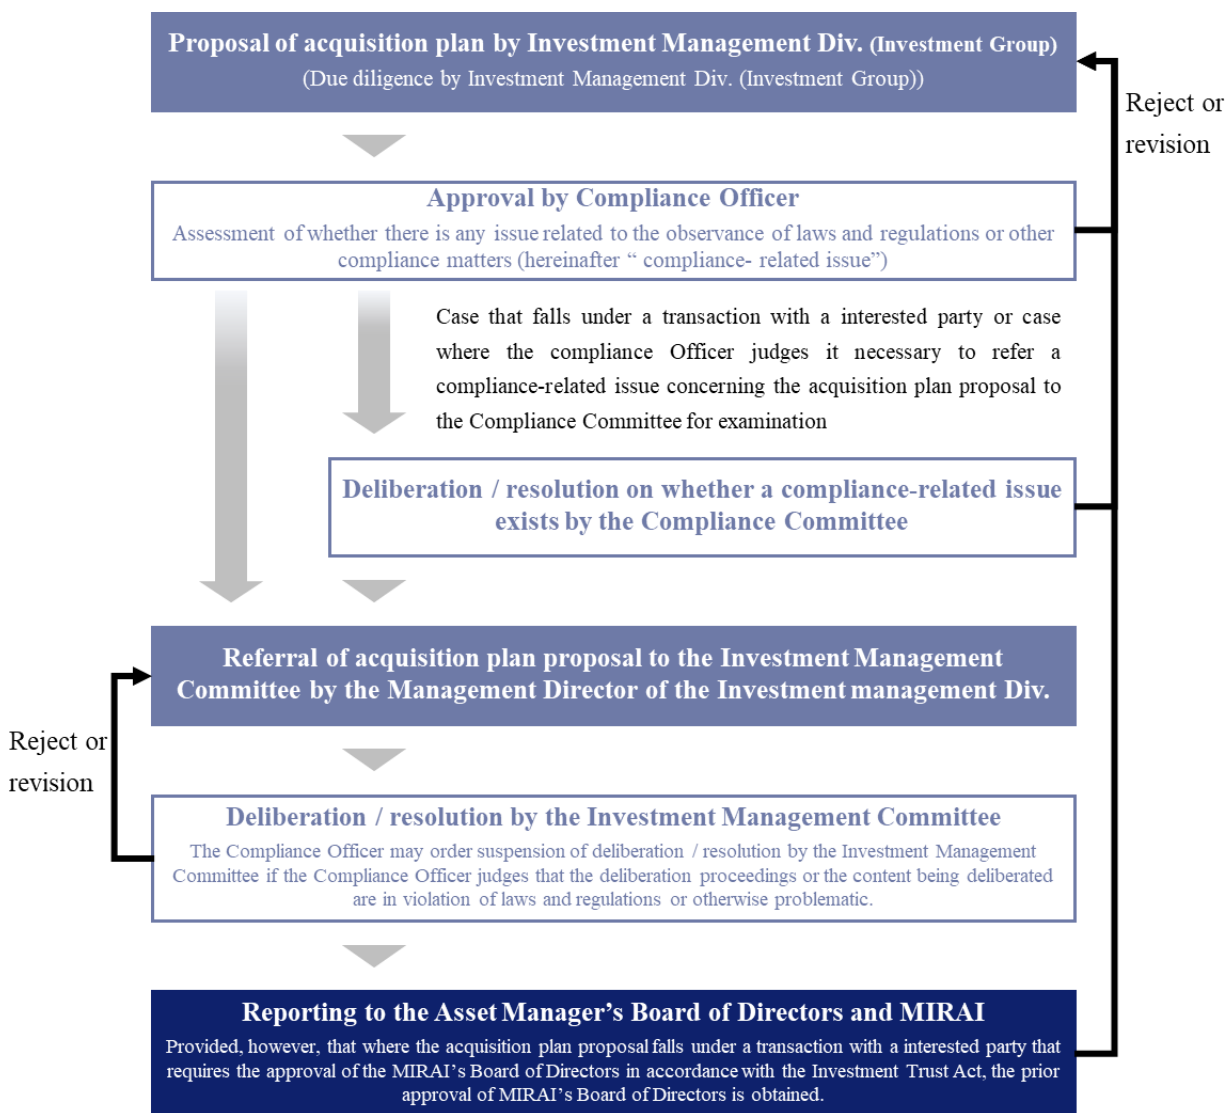 Proposal of acquisition plan by Investment Management Div. (Investment Group)
(Due diligence by Investment Management Div. (Investment Group))
Reject or
revision
Approval by Compliance Officer
Assessment of whether there is any issue related to the observance of laws and regulations or other
compliance matters (hereinafter “ compliance- related issue”)
Case that falls under a transaction with a interested party or case
where the compliance Officer judges it necessary to refer a
compliance-related issue concerning the acquisition plan proposal to
the Compliance Committee for examination
Deliberation / resolution on whether a compliance-related issue
exists by the Compliance Committee
Referral of acquisition plan proposal to the Investment Management
Committee by the Management Director of the Investment management Div.
Reject or
revision
Deliberation / resolution by the Investment Management Committee
The Compliance Officer may order suspension of deliberation / resolution by the Investment Management
Committee if the Compliance Officer judges that the deliberation proceedings or the content being deliberated
are in violation of laws and regulations or otherwise problematic.
Reporting to the Asset Manager’s Board of Directors and MIRAI
Provided, however, that where the acquisition plan proposal falls under a transaction with a interested party that
requires the approval of the MIRAI’s Board of Directors in accordance with the Investment Trust Act, the prior
approval of MIRAI’s Board of Directors is obtained.